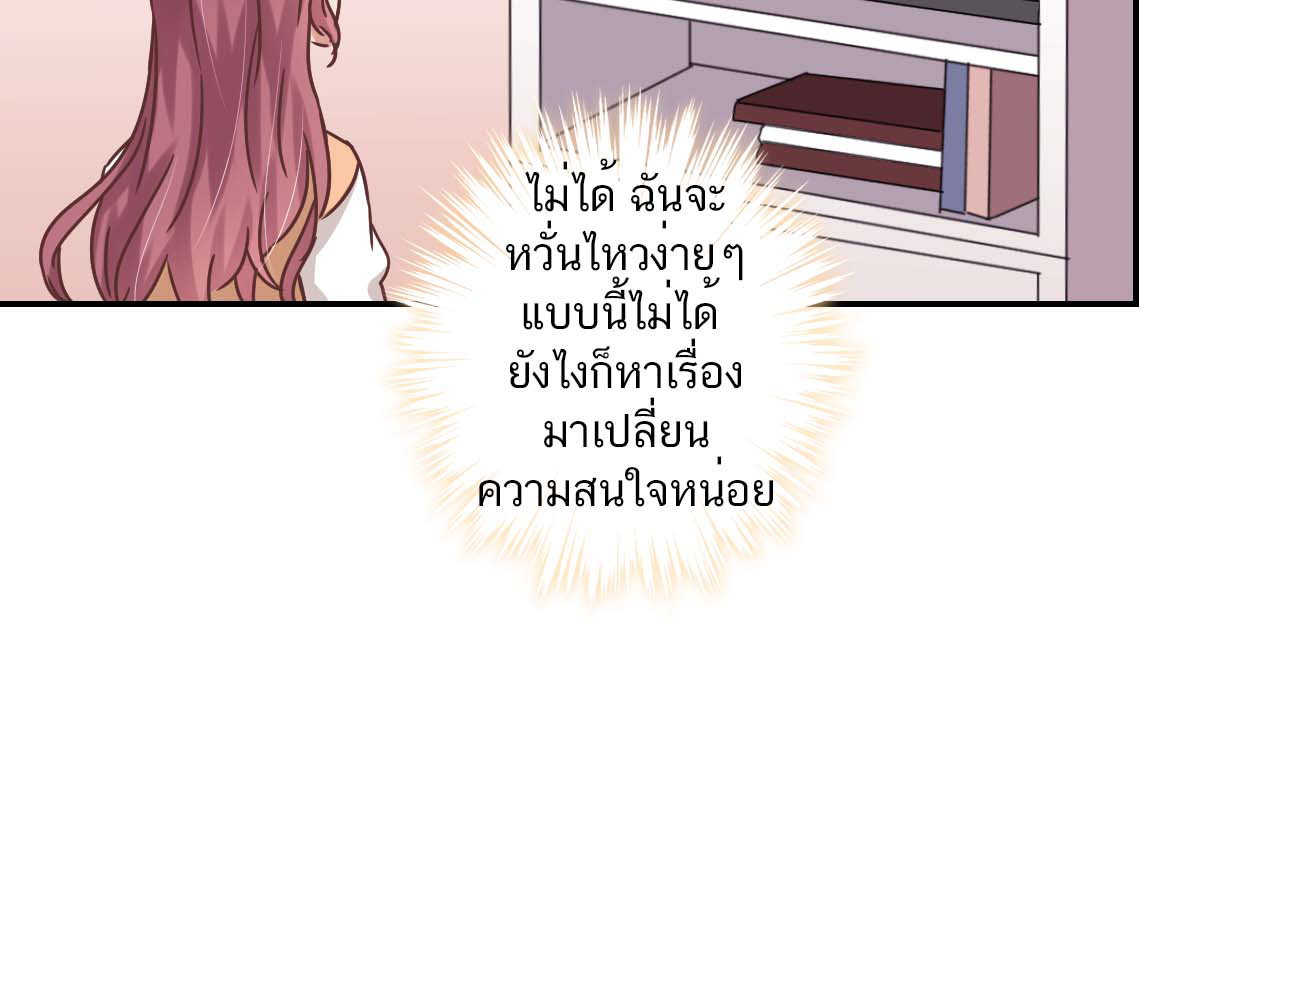 ไม่ได้ ฉันจะ
หวั่นไหวง่ายๆ
แบบนี้ไม่ได้
ยังไงก็หาเรื่อง
มาเปลี่ยน
ความสนใจหน่อย